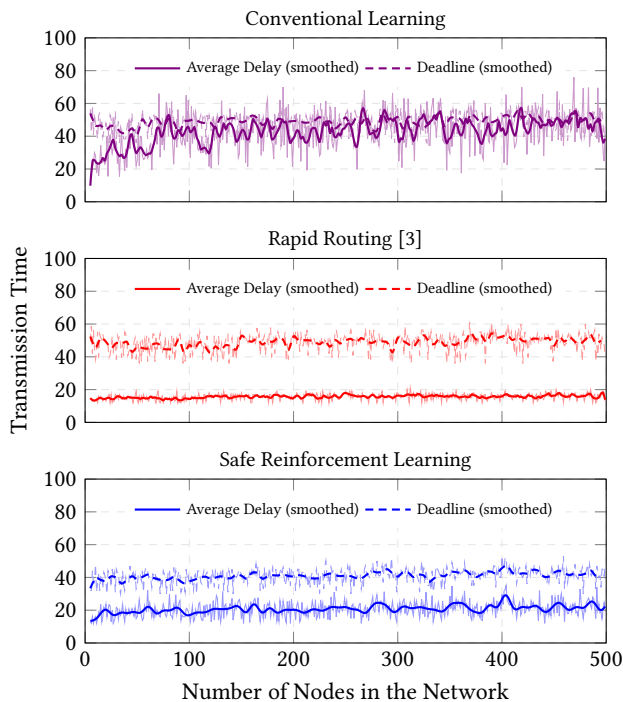 Conventional Learning
100
80
60
40
20
0
Average Delay (smoothed)
Deadline (smoothed)
Rapid Routing [3]
100
80
60
40
20
0
Average Delay (smoothed)
Deadline (smoothed)
Transmission Time
Safe Reinforcement Learning
100
80
60
40
20
0
Average Delay (smoothed)
Deadline (smoothed)
0
100
200
300
400
500
Number of Nodes in the Network